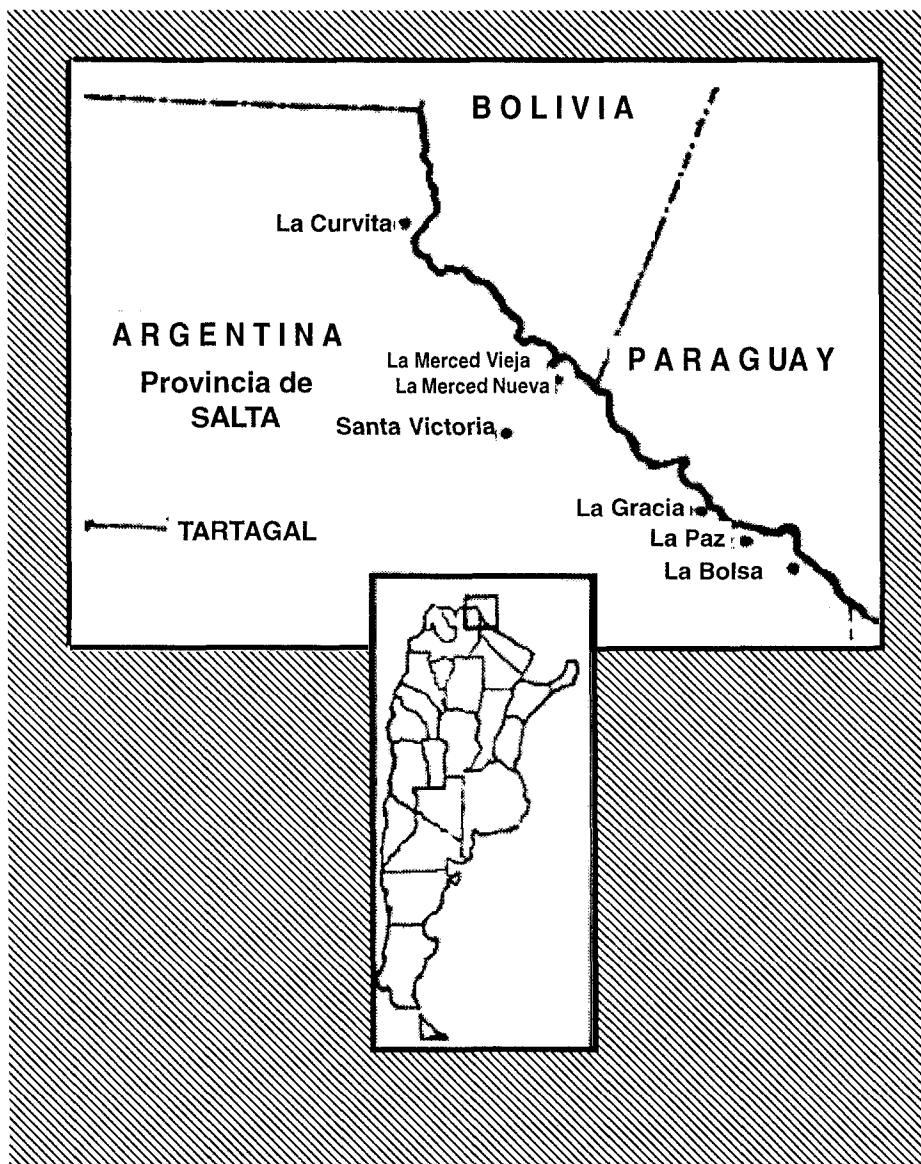 BOLIVIA
La Curvita
ARGENTINA
Provincia de
SALTA
La Merced Vieja
La Merced Nueva
PARAGUAY
Santa Victoria
La Gracia
TARTAGAL
La Paz
La Bolsa